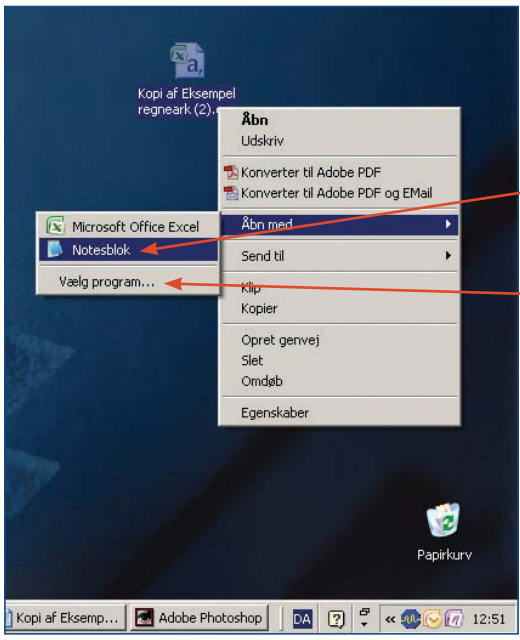 Kopi af Eksempel
regneark (2).
Åbn
Udskriv
Konverter til Adobe PDF
Konverter til Adobe PDF og EMail
Åbn med
Microsoft Office Excel
Notesblok
Vælg program...
Send til
Klip
Kopier
Opret genvej
Slet
Omdøb
Egenskaber
Papirkurv
Kopi af Eksemp...
Adobe Photoshop
DA
12:51